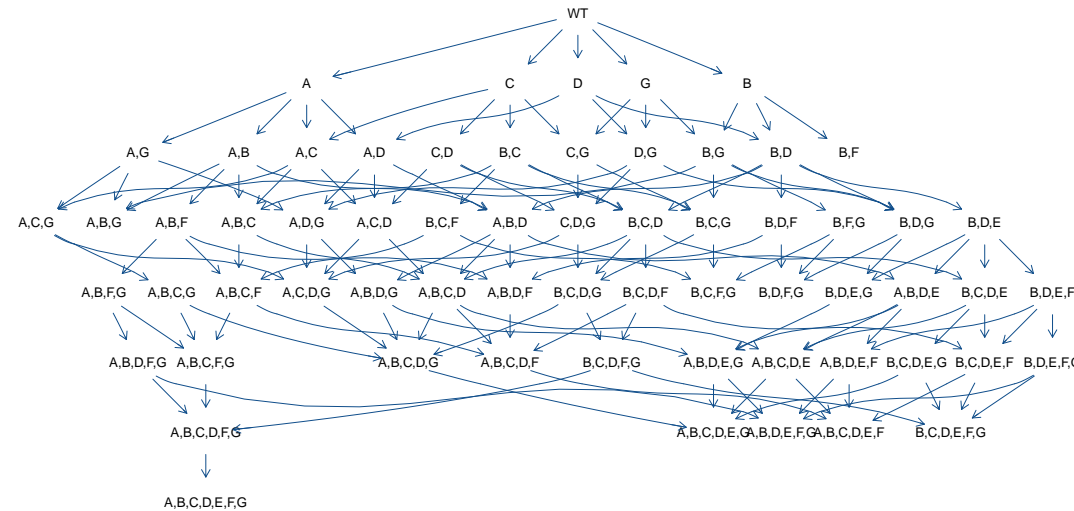 WT
A C D G B
A,G A,B A,C A,D C,D B,C C,G D,G B,G B,D B,F
A,C,G A,B,G A,B,F A,B,C A,D,G A,C,D B,C,F A,B,D C,D,G B,C,D B,C,G B,D,F B,F,G B,D,G B,D,E
A,B,F,G A,B,C,G A,B,C,F A,C,D,G A,B,D,G A,B,C,D A,B,D,F B,C,D,G B,C,D,F B,C,F,G B,D,F,G B,D,E,G A,B,D,E B,C,D,E B,D,E,F
A,B,D,F,G A,B,C,F,G A,B,C,D,G A,B,C,D,F B,C,D,F,G A,B,D,E,G A,B,C,D,E A,B,D,E,F B,C,D,E,G B,C,D,E,F B,D,E,F,G
A,B,C,D,F,G A,B,C,D,E,G A,B,D,E,F,G A,B,C,D,E,F B,C,D,E,F,G
A,B,C,D,E,F,G